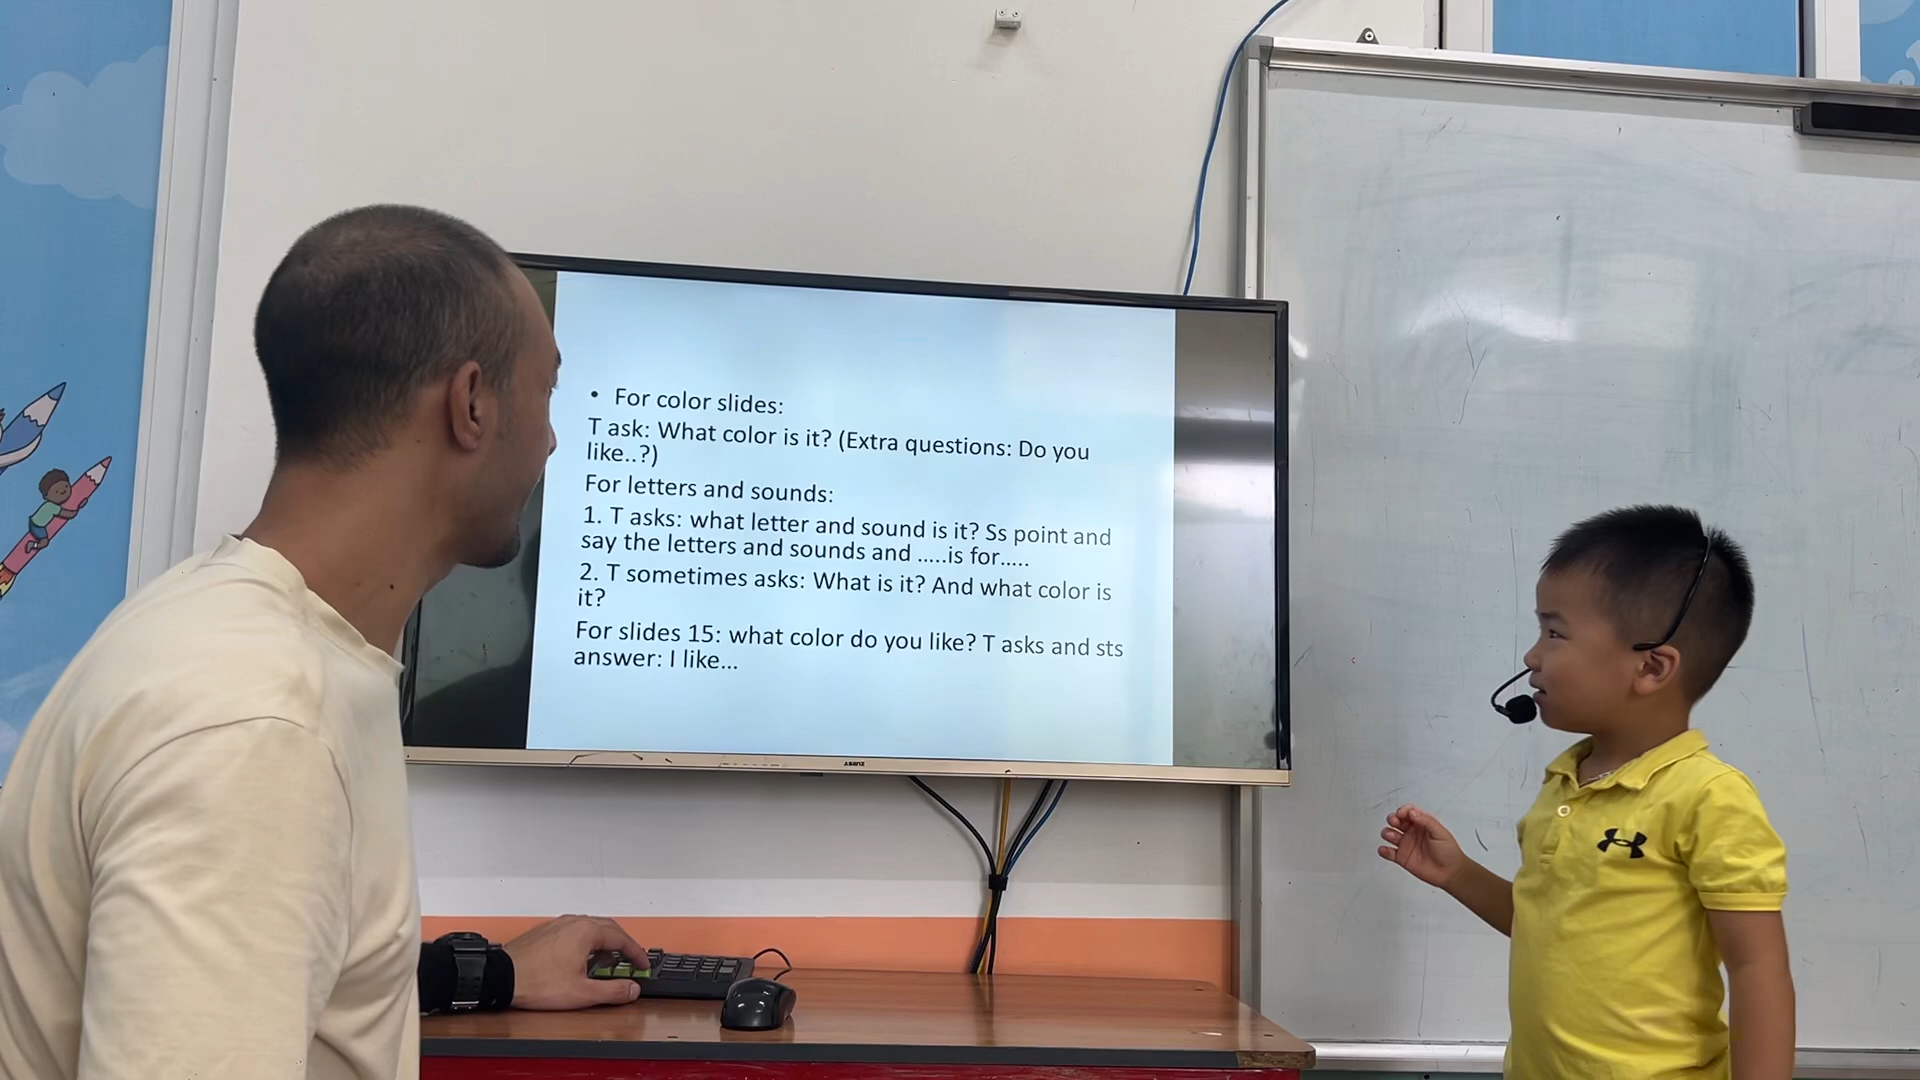 • For color slides:
T ask: What color is it? (Extra questions: Do you
like..?)
For letters and sounds:
1. T asks: what letter and sound is it? Ss point and
say the letters and sounds and .....is for.....
2. T sometimes asks: What is it? And what color is
it?
For slides 15: what color do you like? T asks and sts
answer: I like...